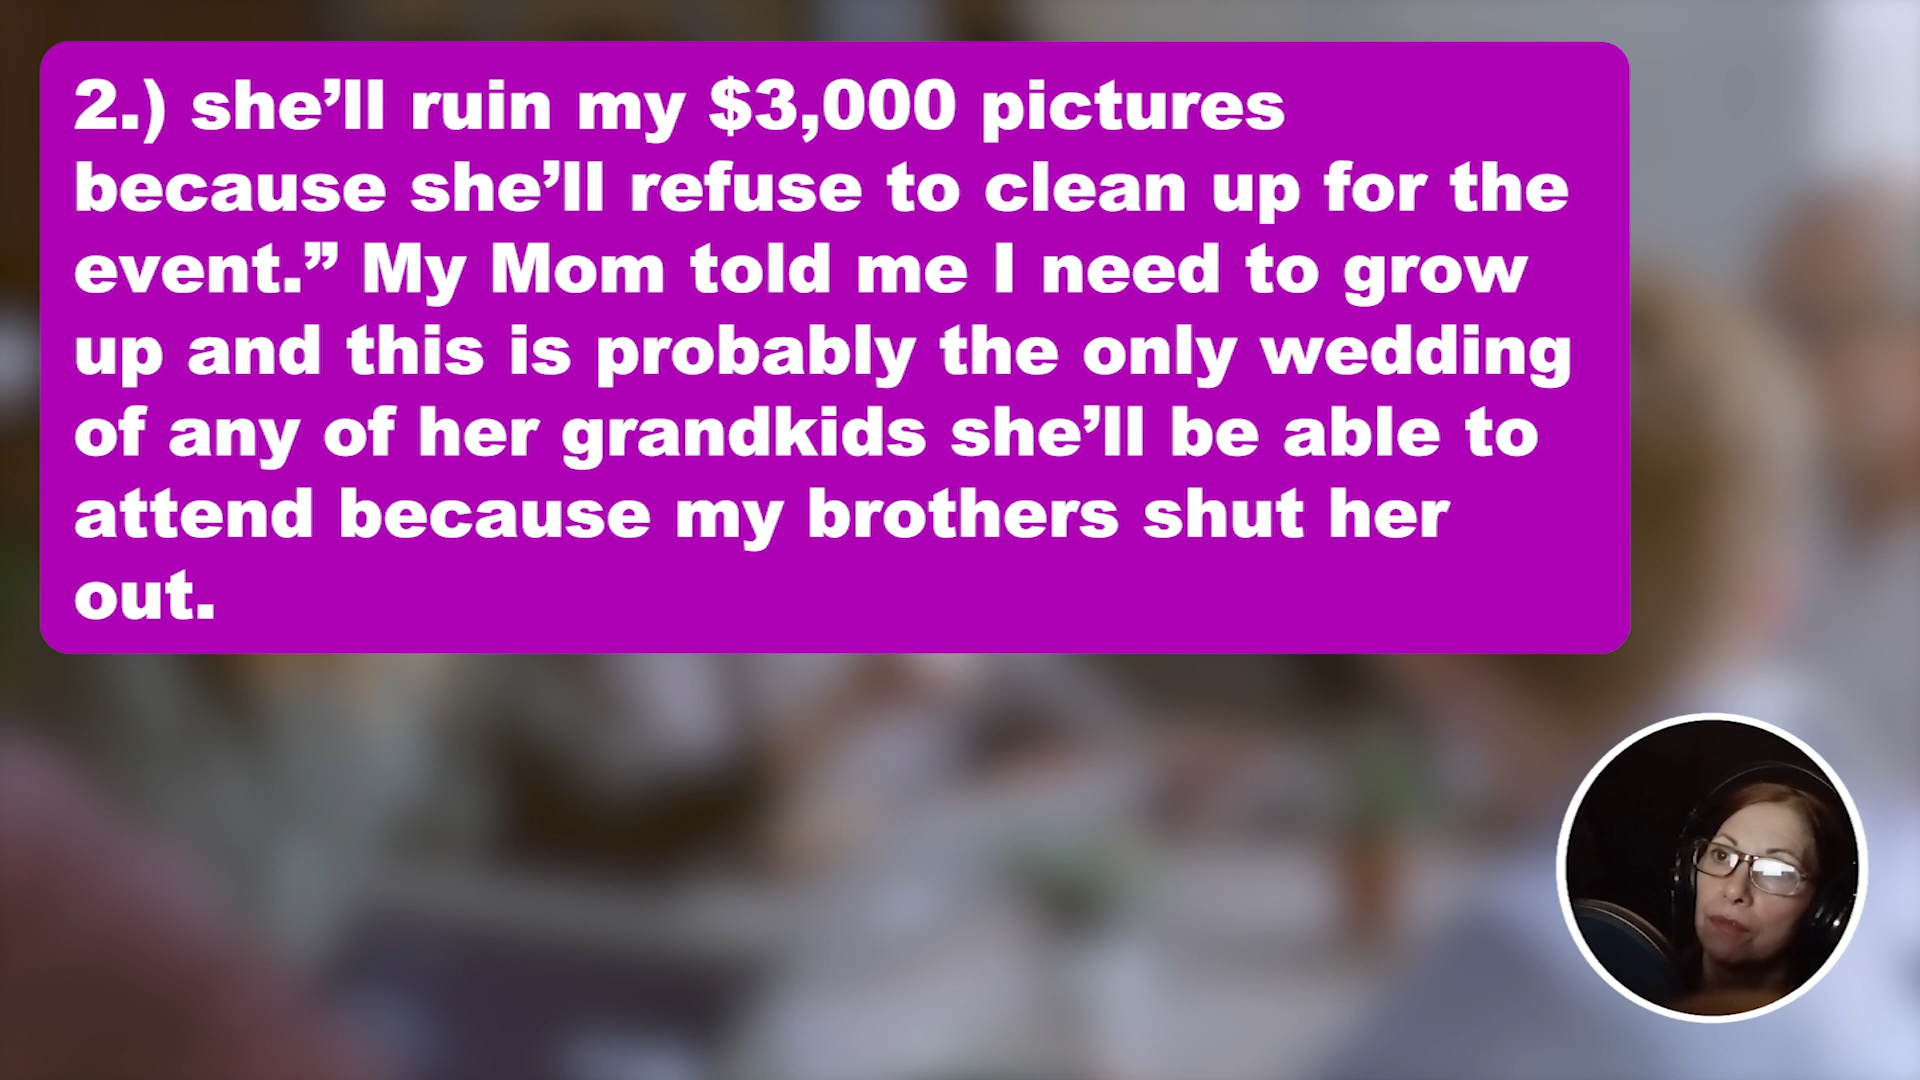 2.) she’ll ruin my $3,000 pictures
because she’ll refuse to clean up for the
event.” My Mom told me I need to grow
up and this is probably the only wedding
of any of her grandkids she’ll be able to
attend because my brothers shut her
out.